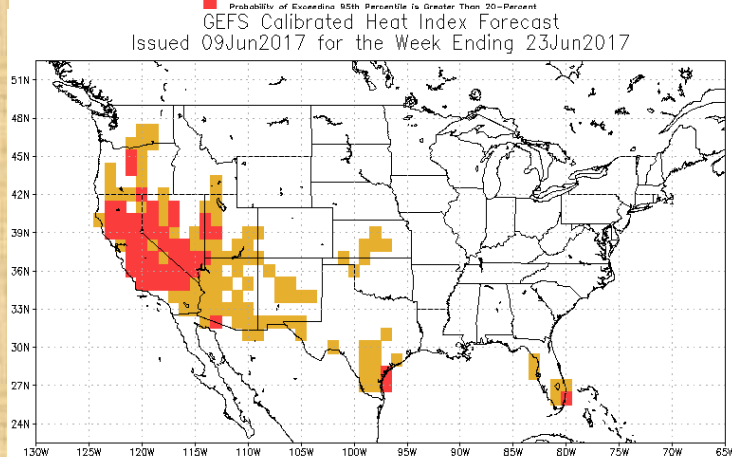 Probability of Exceeding 95th Percentile is Greater Than 20-Percent
GEFS Calibrated Heat Index Forecast
Issued 09Jun2017 for the Week Ending 23Jun2017
51N
48N
45N
42N
39N
36N
33N
30N
27N
24N
130W 125W 120W 115W 110W 105W 100W 95W 90W 85W 80W 75W 70W 65W